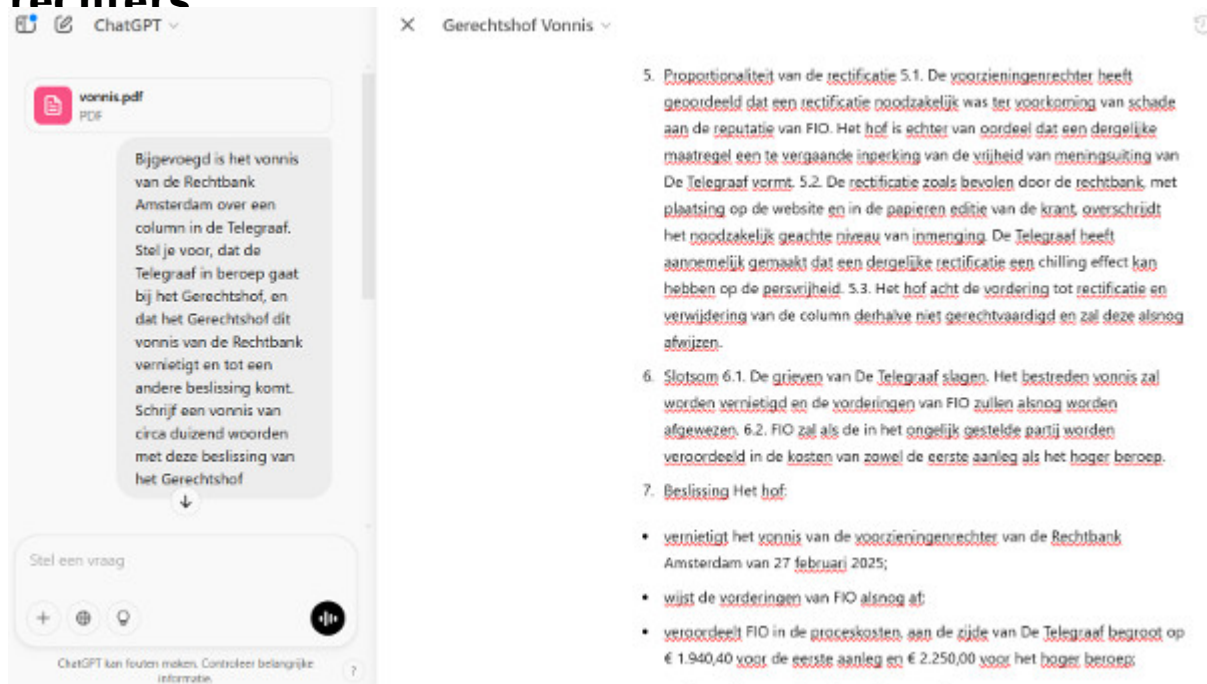 rechters
ChatGPT
vonnis.pdf
PDF
Bijgevoegd is het vonnis
van de Rechtbank
Amsterdam over een
column in de Telegraaf.
Stel je voor, dat de
Telegraaf in beroep gaat
bij het Gerechtshof, en
dat het Gerechtshof dit
vonnis van de Rechtbank
vernietigt en tot een
andere beslissing komt.
Schrijf een vonnis van
circa duizend woorden
met deze beslissing van
het Gerechtshof
Stel een vraag
ChatGPT kan fouten maken. Controleer belangrijke
informatie.
?
Gerechtshof Vonnis
5. Proportionaliteit van de rectificatie 5.1. De voorzieningenrechter heeft
geoordeeld dat een rectificatie noodzakelijk was ter voorkoming van schade
aan de reputatie van FIO. Het hof is echter van oordeel dat een dergelijke
maatregel een te vergaande inperking van de vrijheid van meningsuiting van
De Telegraaf vormt. 5.2. De rectificatie zoals bevolen door de rechtbank, met
plaatsing op de website en in de papieren editie van de krant, overschrijdt
het noodzakelijk geachte niveau van inmenging. De Telegraaf heeft
aannemelijk gemaakt dat een dergelijke rectificatie een chilling effect kan
hebben op de persvrijheid. 5.3. Het hof acht de vordering tot rectificatie en
verwijdering van de column derhalve niet gerechtvaardigd en zal deze alsnog
afwijzen.
6. Slotsom 6.1. De grieven van De Telegraaf slagen. Het bestreden vonnis zal
worden vernietigd en de vorderingen van FIO zullen alsnog worden
afgewezen. 6.2. FIO zal als de in het ongelijk gestelde partij worden
veroordeeld in de kosten van zowel de eerste aanleg als het hoger beroep.
7. Beslissing Het hof:
• vernietigt het vonnis van de voorzieningenrechter van de Rechtbank
Amsterdam van 27 februari 2025;
• wijst de vorderingen van FIO alsnog af;
• veroordeelt FIO in de proceskosten, aan de zijde van De Telegraaf begroot op
€ 1.940,40 voor de eerste aanleg en € 2.250,00 voor het hoger beroep;